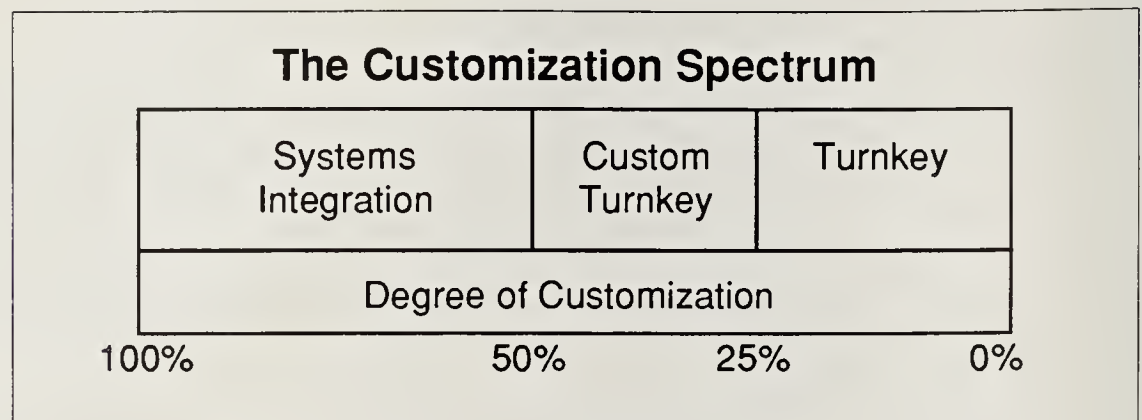 The Customization Spectrum
Systems
Integration
Custom
Turnkey
Turnkey
Degree of Customization
100% 50% 25% 0%